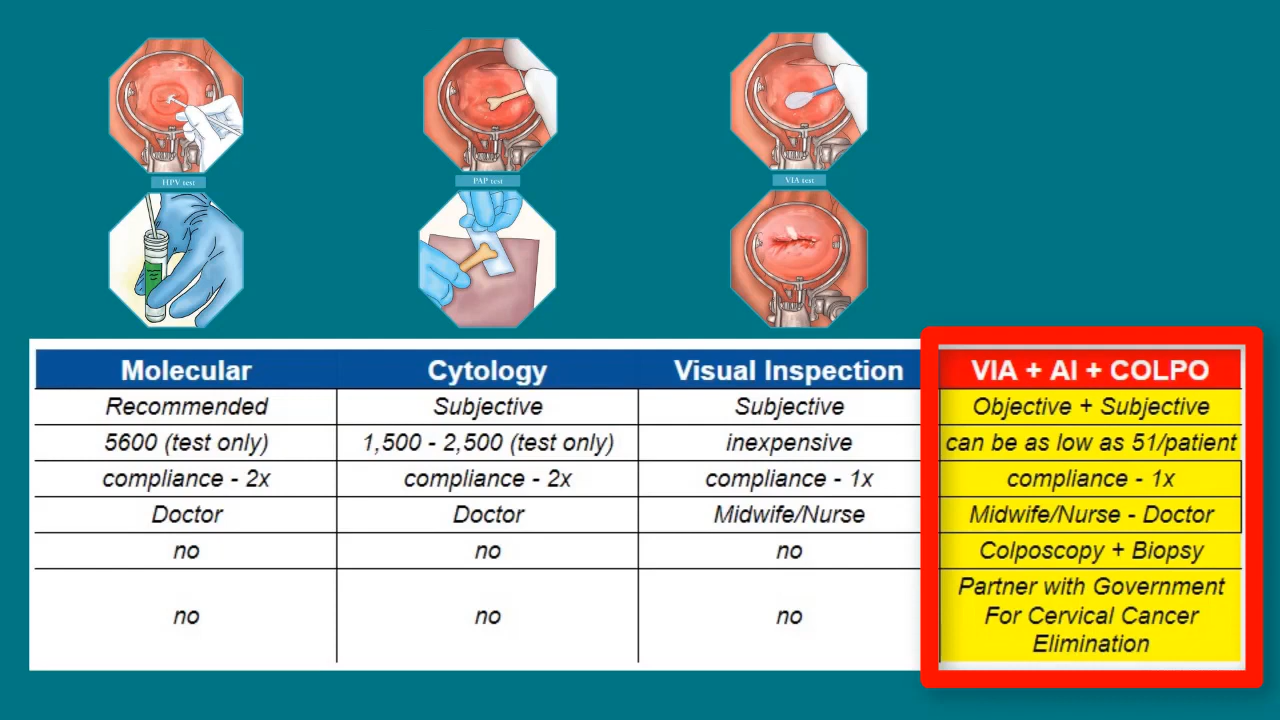 HPV test
PAP test
VIA test
Molecular
Cytology
Visual Inspection
VIA + AI + COLPO
Recommended
Subjective
Subjective
Objective + Subjective
5600 (test only)
1,500 - 2,500 (test only)
inexpensive
can be as low as 51/patient
compliance - 2x
compliance - 2x
compliance - 1x
compliance - 1x
Doctor
Doctor
Midwife/Nurse
Midwife/Nurse - Doctor
no
no
no
Colposcopy + Biopsy
no
no
no
Partner with Government
For Cervical Cancer
Elimination